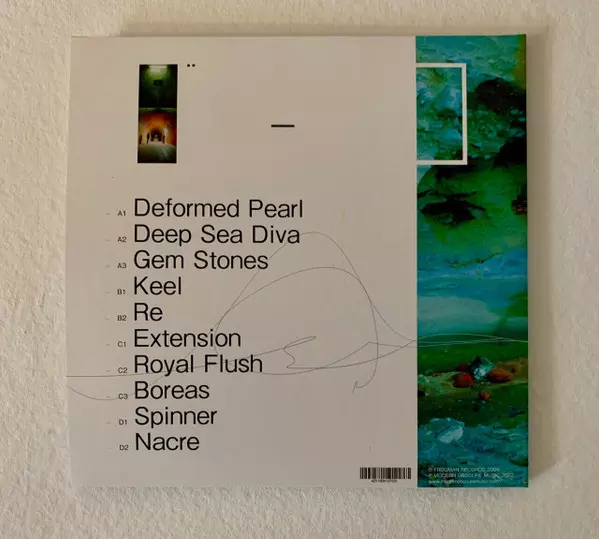 A1 Deformed Pearl
A2 Deep Sea Diva
A3 Gem Stones
B1 Keel
B2 Re
C1 Extension
C2 Royal Flush
C3 Boreas
D1 Spinner
D2 Nacre